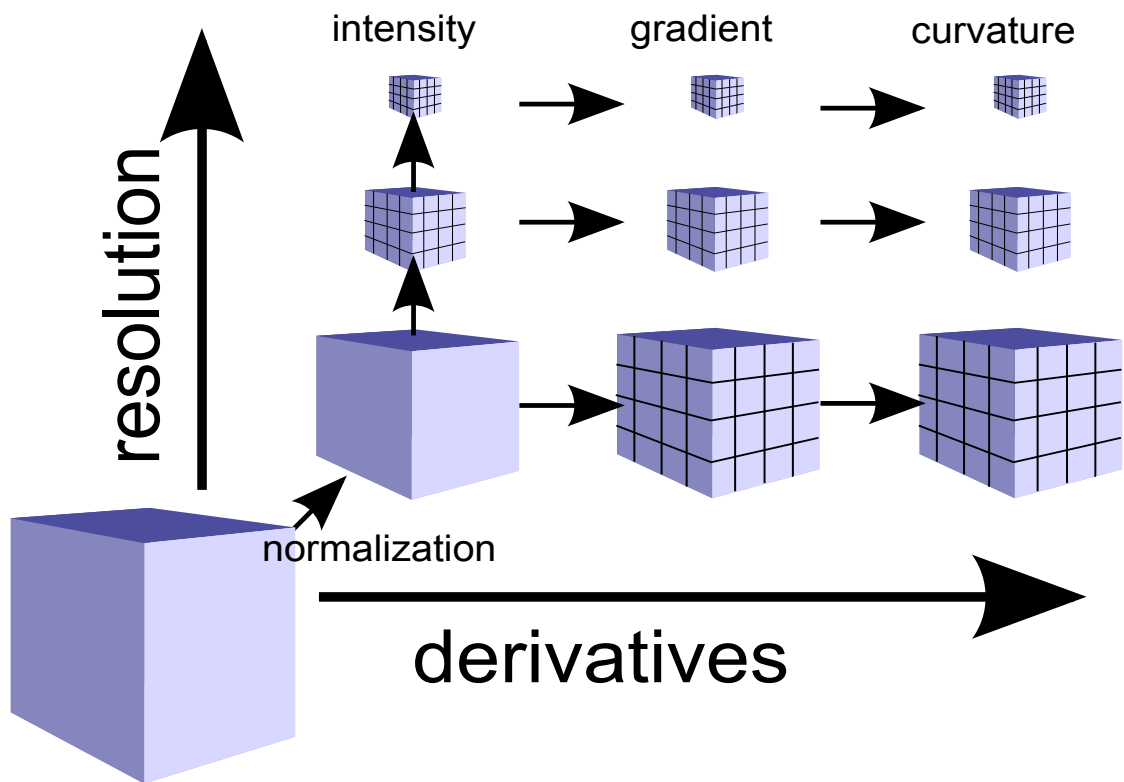 intensity
gradient
curvature
resolution
normalization
derivatives